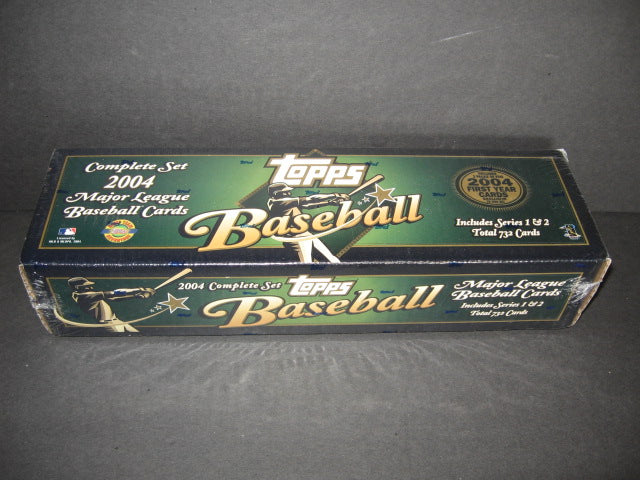 Complete Set
2004
Major League
Baseball Cards
Topps
Baseball
2004
FIRST YEAR
CARDS
Includes Series 1 & 2
Total 732 Cards
2004 Complete Set
Topps
Baseball
Major League
Baseball Cards
Includes Series 1 & 2
Total 732 Cards